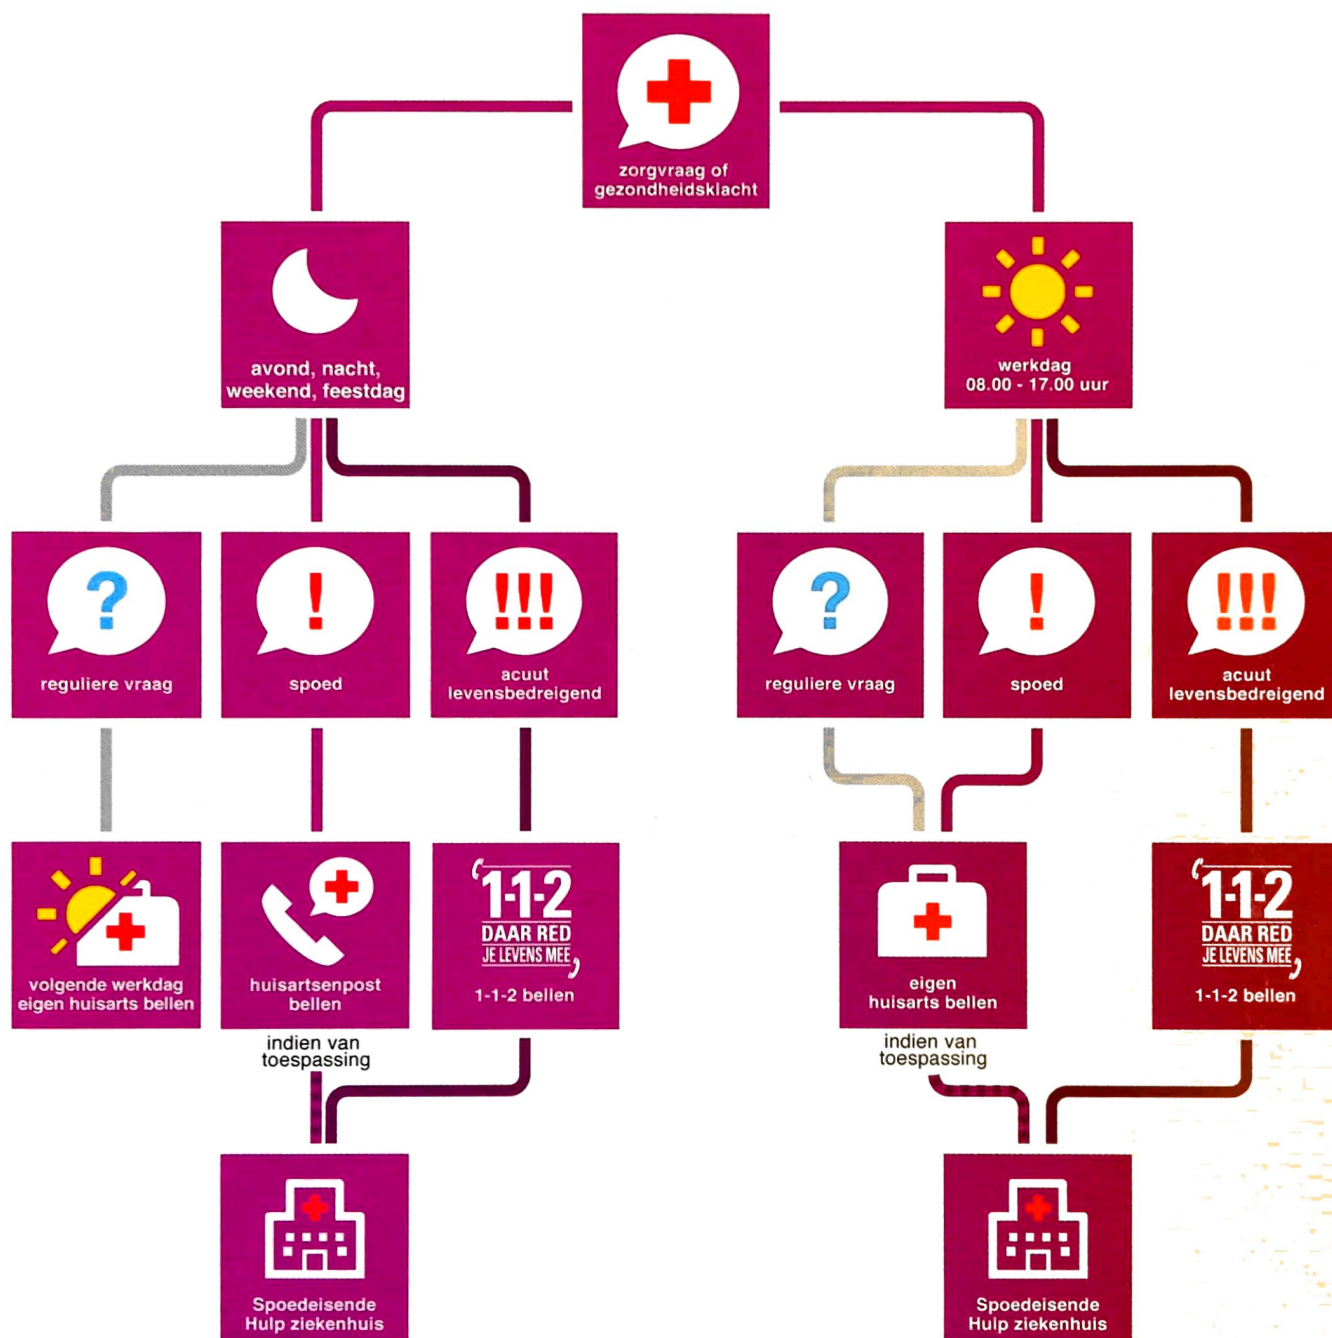 zorgvraag of
gezondheidsklacht
avond, nacht,
weekend, feestdag
werkdag
08.00 - 17.00 uur
?
reguliere vraag
!
spoed
!!!
acuut
levensbedreigend
?
reguliere vraag
!
spoed
!!!
acuut
levensbedreigend
volgende werkdag
eigen huisarts bellen
huisartsenpost
bellen
1-1-2
DAAR RED
JE LEVENS MEE
1-1-2 bellen
eigen
huisarts bellen
1-1-2
DAAR RED
JE LEVENS MEE
1-1-2 bellen
indien van
toespassing
indien van
toespassing
Spoedeisende
Hulp ziekenhuis
Spoedeisende
Hulp ziekenhuis